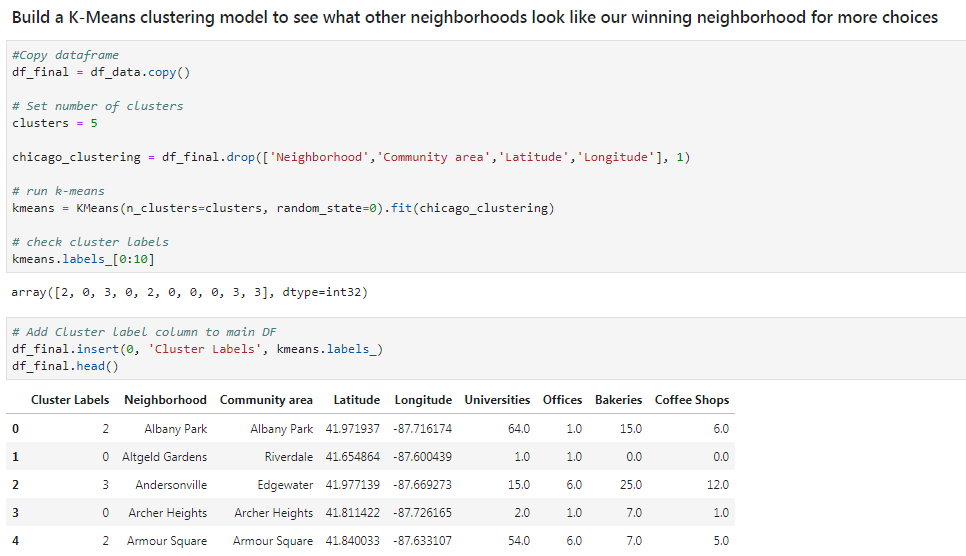 Build a K-Means clustering model to see what other neighborhoods look like our winning neighborhood for more choices
#Copy dataframe
df_final = df_data.copy()
# Set number of clusters
clusters = 5
chicago_clustering = df_final.drop(['Neighborhood','Community area','Latitude','Longitude'], 1)
# run k-means
kmeans = KMeans(n_clusters=clusters, random_state=0).fit(chicago_clustering)
# check cluster labels
kmeans.labels_[0:10]
array([2, 0, 3, 0, 2, 0, 0, 0, 3, 3], dtype=int32)
# Add Cluster label column to main DF
df_final.insert(0, 'Cluster Labels', kmeans.labels_)
df_final.head()
Cluster Labels Neighborhood Community area Latitude Longitude Universities Offices Bakeries Coffee Shops
0 2 Albany Park Albany Park 41.971937 -87.716174 64.0 1.0 15.0 6.0
1 0 Altgeld Gardens Riverdale 41.654864 -87.600439 1.0 1.0 0.0 0.0
2 3 Andersonville Edgewater 41.977139 -87.669273 15.0 6.0 25.0 12.0
3 0 Archer Heights Archer Heights 41.811422 -87.726165 2.0 1.0 7.0 1.0
4 2 Armour Square Armour Square 41.840033 -87.633107 54.0 6.0 7.0 5.0